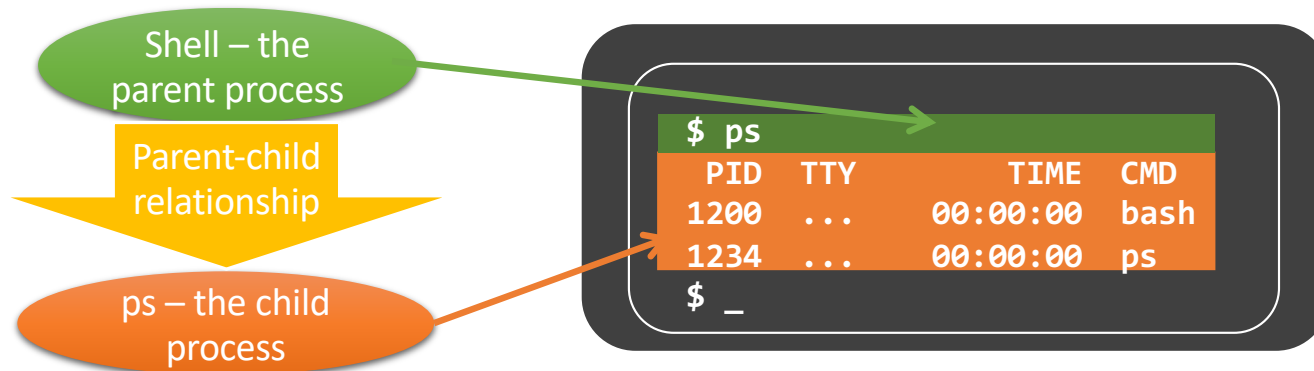 Shell – the
parent process
Parent-child
relationship
ps – the child
process
$ ps
PID TTY TIME CMD
1200 ... 00:00:00 bash
1234 ... 00:00:00 ps
$ _